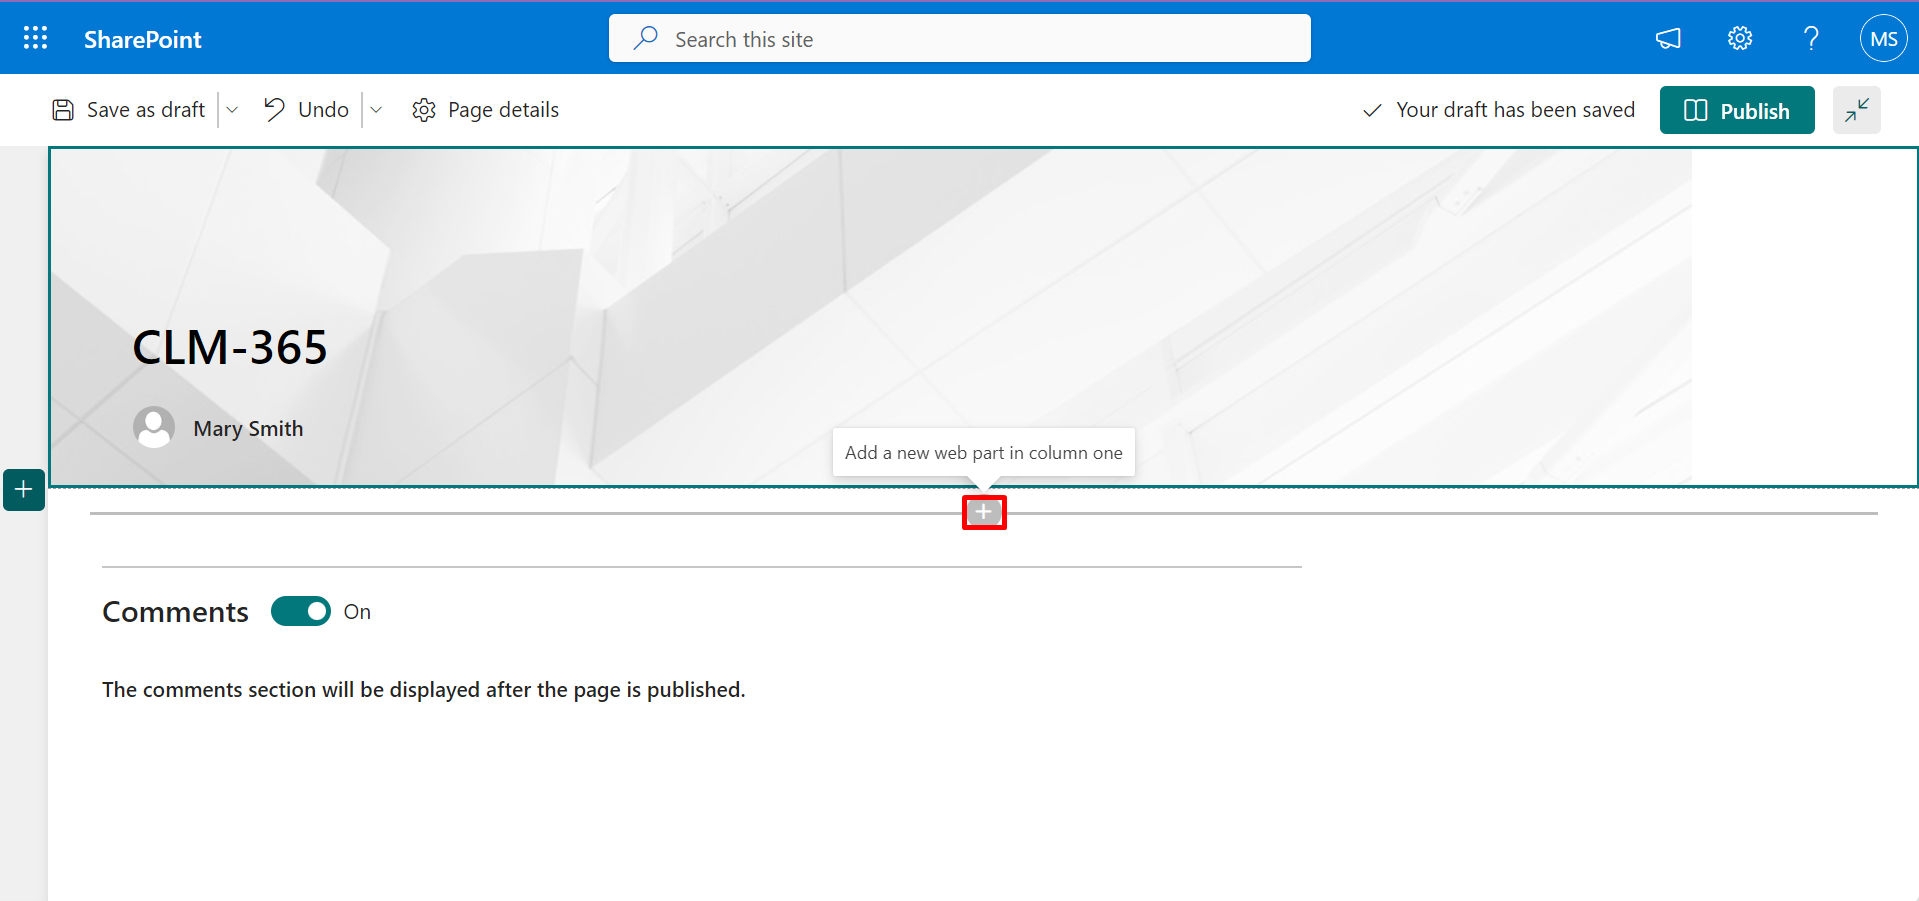 SharePoint
Search this site
MS
Save as draft
Undo
Page details
Your draft has been saved
Publish
CLM-365
Mary Smith
Add a new web part in column one
Comments
On
The comments section will be displayed after the page is published.